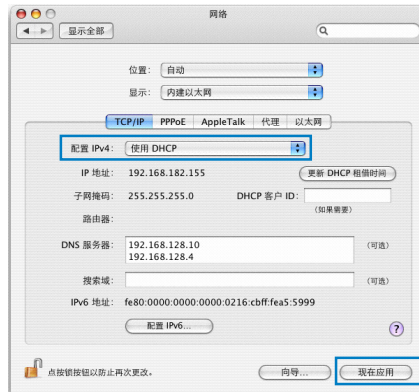 网络
显示全部
位置： 自动
显示： 内建以太网
TCP/IP PPPoE AppleTalk 代理 以太网
配置 IPv4： 使用 DHCP
IP 地址： 192.168.182.155 更新 DHCP 租借时间
子网掩码： 255.255.255.0 DHCP 客户 ID：
(如果需要)
路由器：
DNS 服务器： 192.168.128.10 (可选)
192.168.128.4
搜索域： (可选)
IPv6 地址： fe80:0000:0000:0000:0216:cbff:fea5:5999
配置 IPv6... ?
点按锁按钮以防止再次更改。 向导... 现在应用